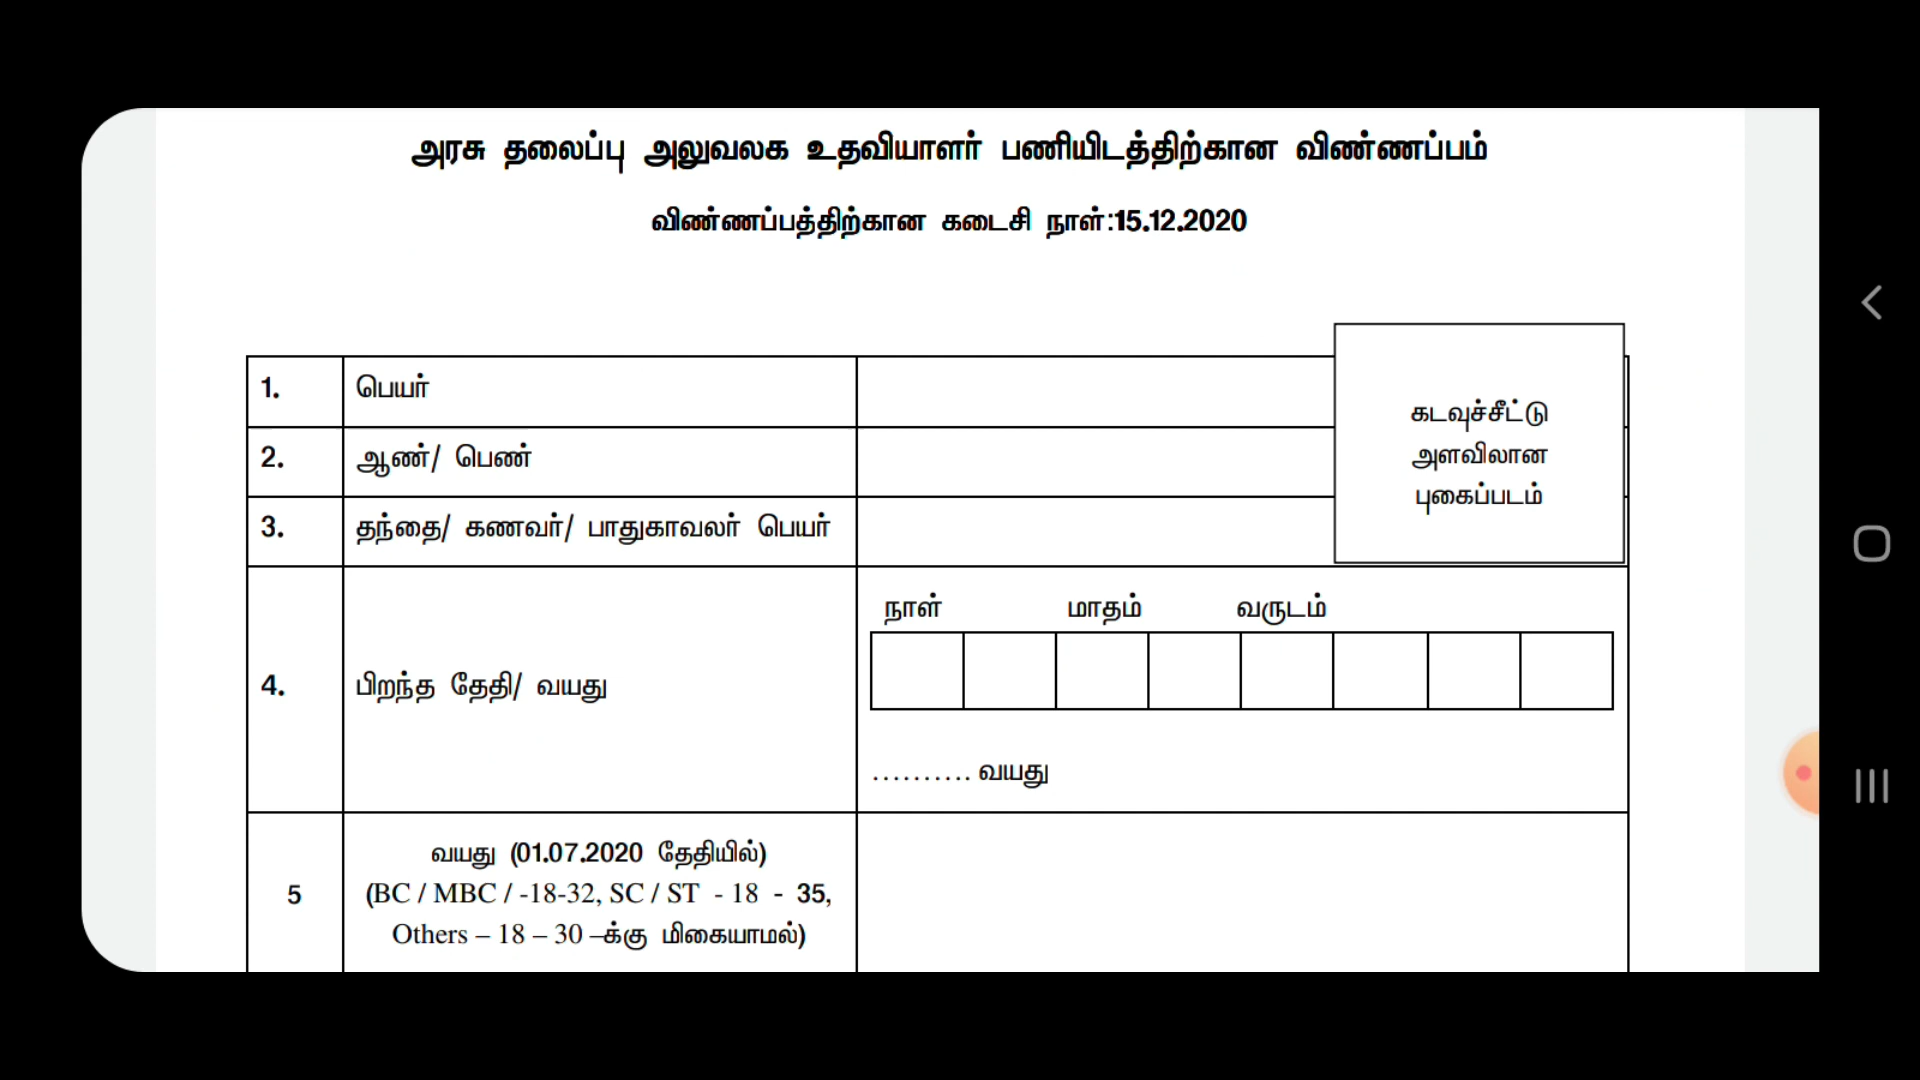 அரசு தலைப்பு அலுவலக உதவியாளர் பணியிடத்திற்கான விண்ணப்பம்
விண்ணப்பத்திற்கான கடைசி நாள்:15.12.2020
1. பெயர்
2. ஆண்/ பெண்
3. தந்தை/ கணவர்/ பாதுகாவலர் பெயர்
கடவுச்சீட்டு
அளவிலான
புகைப்படம்
4. பிறந்த தேதி/ வயது
நாள் மாதம் வருடம்
.......... வயது
5
வயது (01.07.2020 தேதியில்)
(BC / MBC / -18-32, SC / ST - 18 - 35,
Others – 18 – 30 –க்கு மிகையாமல்)